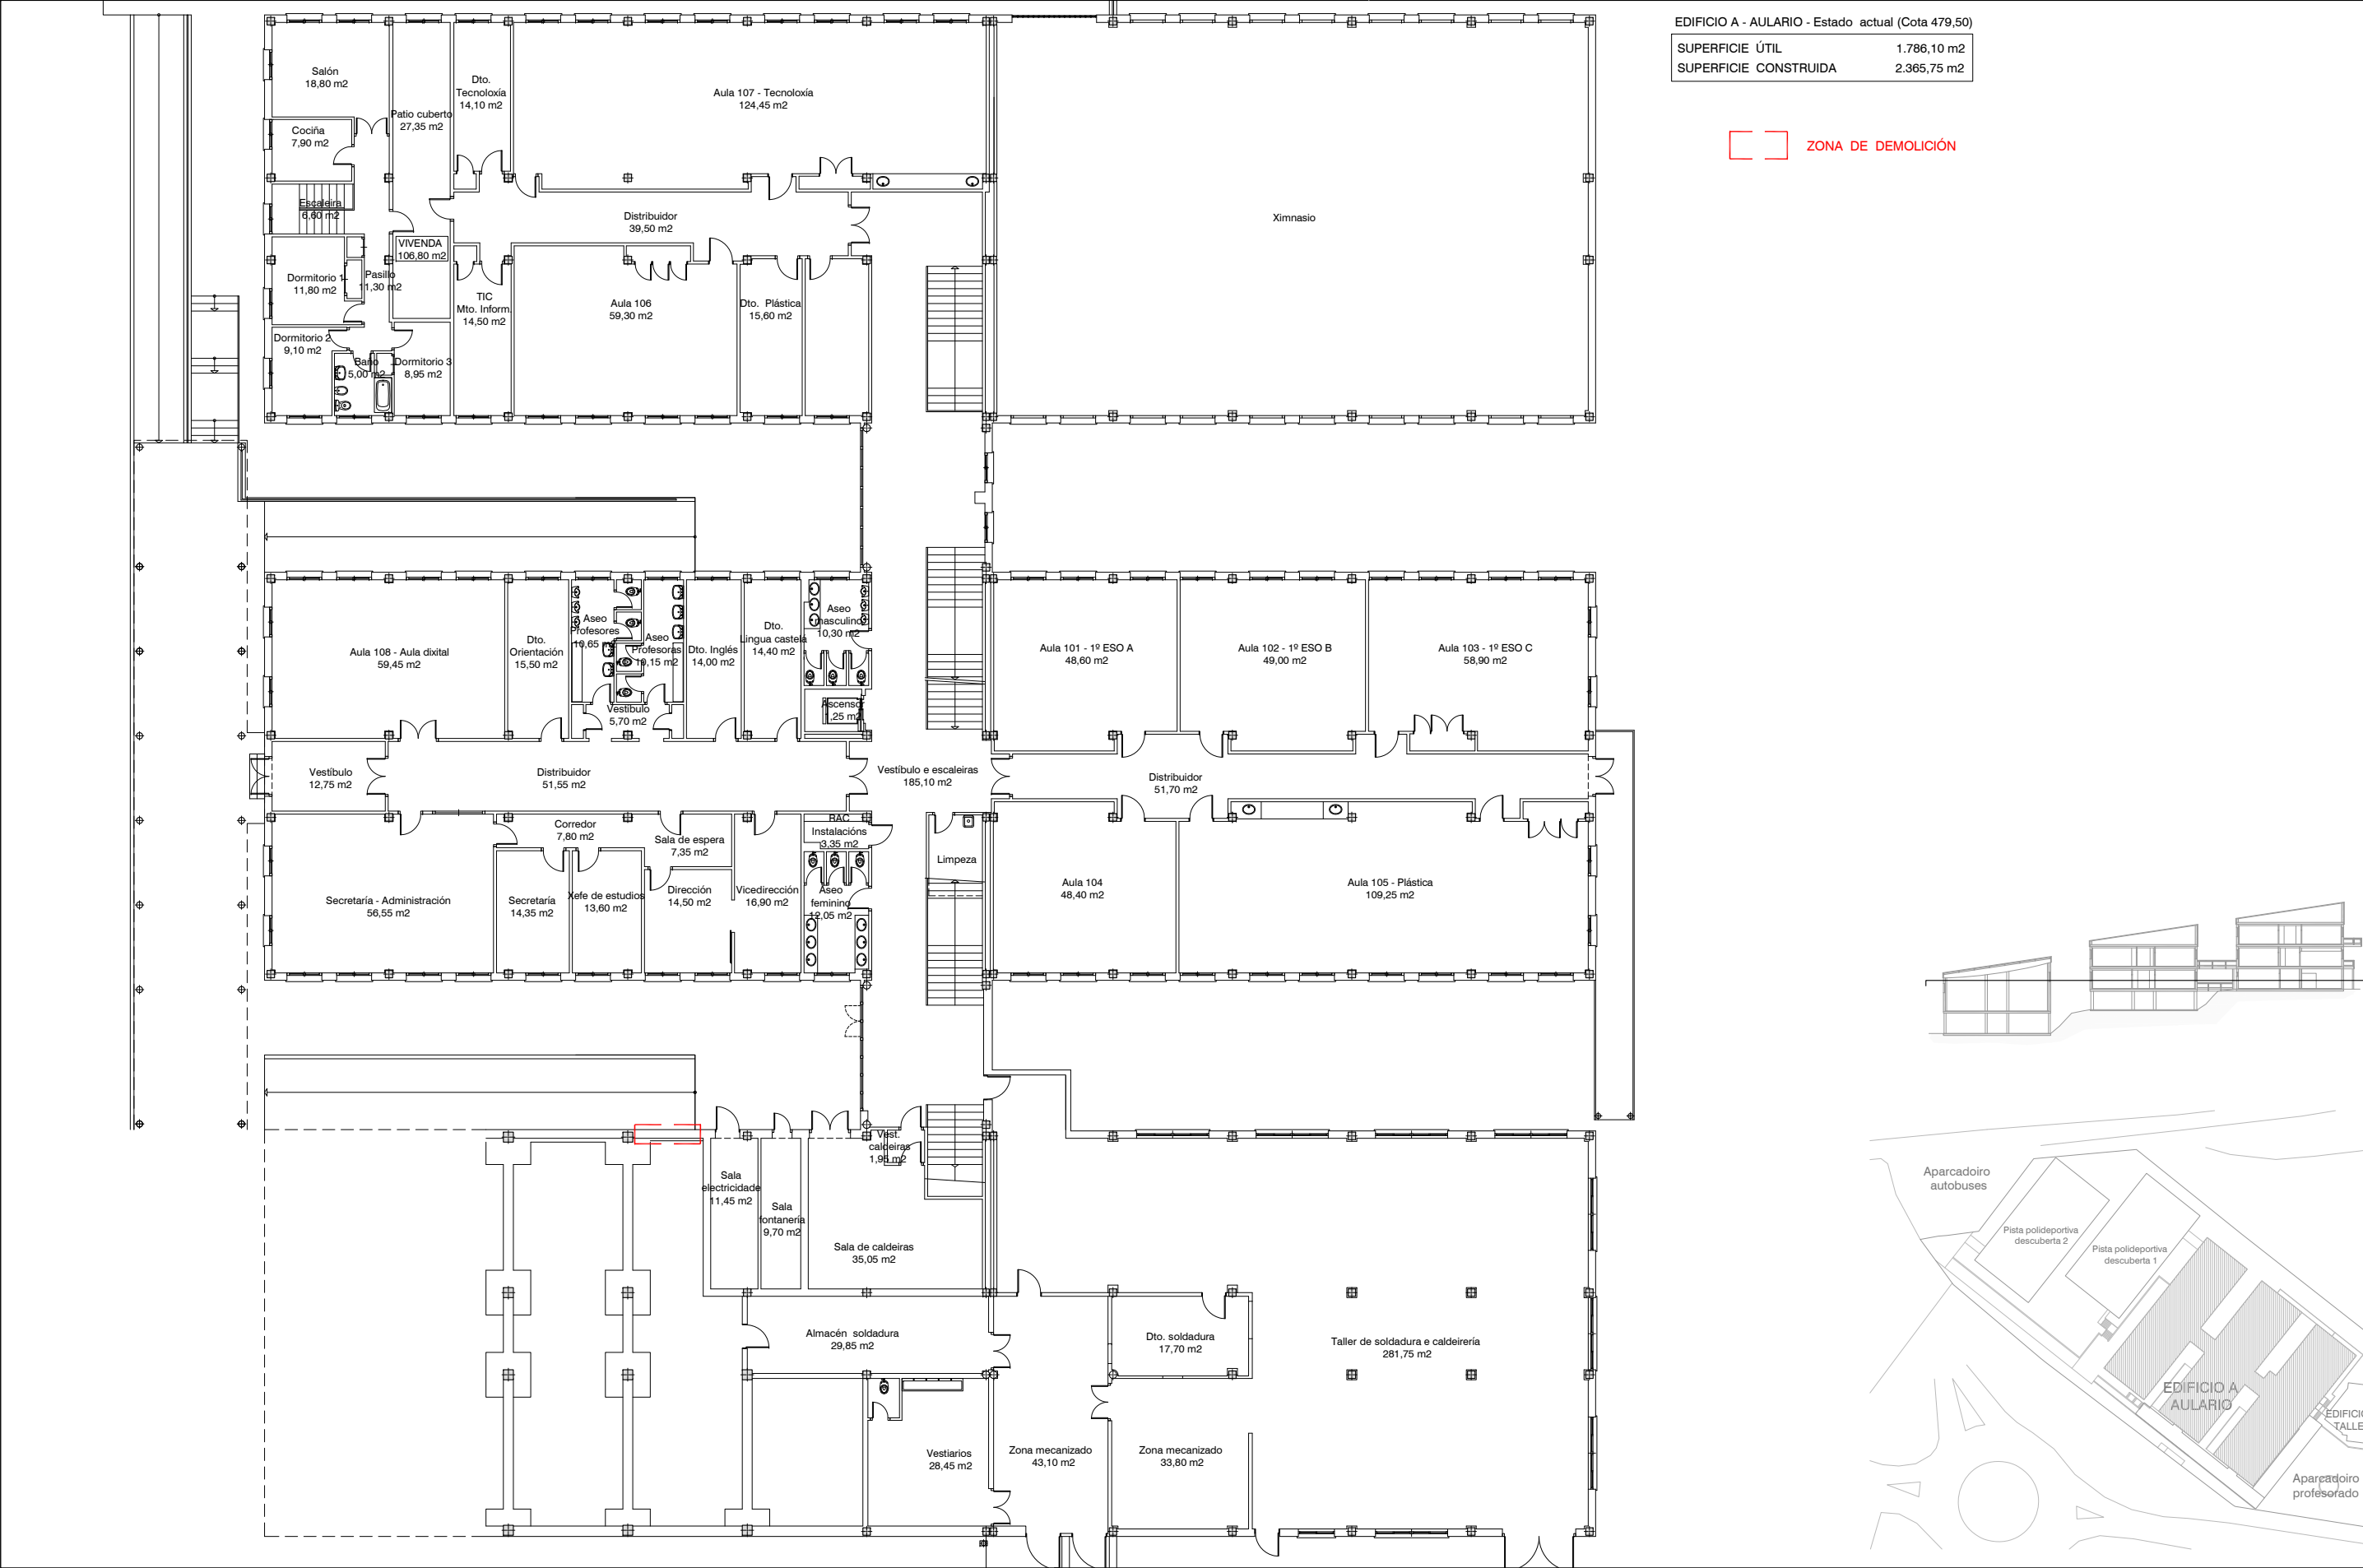 EDIFICIO A - AULARIO - Estado actual (Cota 479,50)
SUPERFICIE ÚTIL 1.786,10 m2
SUPERFICIE CONSTRUIDA 2.365,75 m2
ZONA DE DEMOLICIÓN
Salón
18,80 m2
Cociña
7,90 m2
Patio cuberto
27,35 m2
Dto.
Tecnoloxía
14,10 m2
Aula 107 - Tecnoloxía
124,45 m2
Escaleira
6,60 m2
Distribuidor
39,50 m2
Ximnasio
VIVENDA
106,80 m2
Dormitorio 1
11,80 m2
Pasillo
11,30 m2
TIC
Mto. Inform.
14,50 m2
Aula 106
59,30 m2
Dto. Plástica
15,60 m2
Dormitorio 2
9,10 m2
Baño
5,00 m2
Dormitorio 3
8,95 m2
Aula 108 - Aula dixital
59,45 m2
Dto.
Orientación
15,50 m2
Aseo
Profesores
10,65 m2
Aseo
Profesoras
10,15 m2
Dto. Inglés
14,00 m2
Dto.
Lingua castelá
14,40 m2
Aseo
masculino
10,30 m2
Ascensor
1,25 m2
Vestíbulo
5,70 m2
Aula 101 - 1º ESO A
48,60 m2
Aula 102 - 1º ESO B
49,00 m2
Aula 103 - 1º ESO C
58,90 m2
Vestíbulo
12,75 m2
Distribuidor
51,55 m2
Vestíbulo e escaleiras
185,10 m2
Distribuidor
51,70 m2
Corredor
7,80 m2
Sala de espera
7,35 m2
RAC
Instalacións
3,35 m2
Limpeza
Secretaría - Administración
56,55 m2
Secretaría
14,35 m2
Xefe de estudios
13,60 m2
Dirección
14,50 m2
Vicedirección
16,90 m2
Aseo
feminino
12,05 m2
Aula 104
48,40 m2
Aula 105 - Plástica
109,25 m2
Vest.
caldeiras
1,95 m2
Sala
electricidade
11,45 m2
Sala
fontanería
9,70 m2
Sala de caldeiras
35,05 m2
Almacén soldadura
29,85 m2
Dto. soldadura
17,70 m2
Taller de soldadura e caldeirería
281,75 m2
Vestiarios
28,45 m2
Zona mecanizado
43,10 m2
Zona mecanizado
33,80 m2
Aparcadoiro
autobuses
Pista polideportiva
descuberta 2
Pista polideportiva
descuberta 1
EDIFICIO A
AULARIO
EDIFICIO
TALLE
Aparcadoiro
profesorado